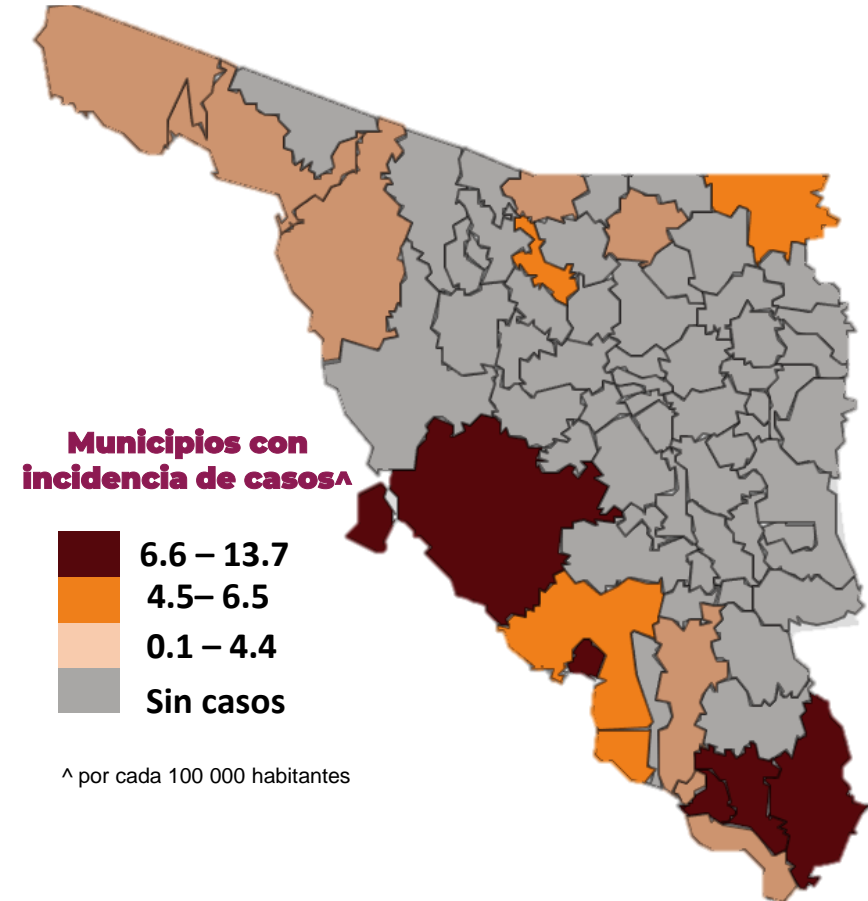 Municipios con
incidencia de casos^
6.6 – 13.7
4.5– 6.5
0.1 – 4.4
Sin casos
^ por cada 100 000 habitantes